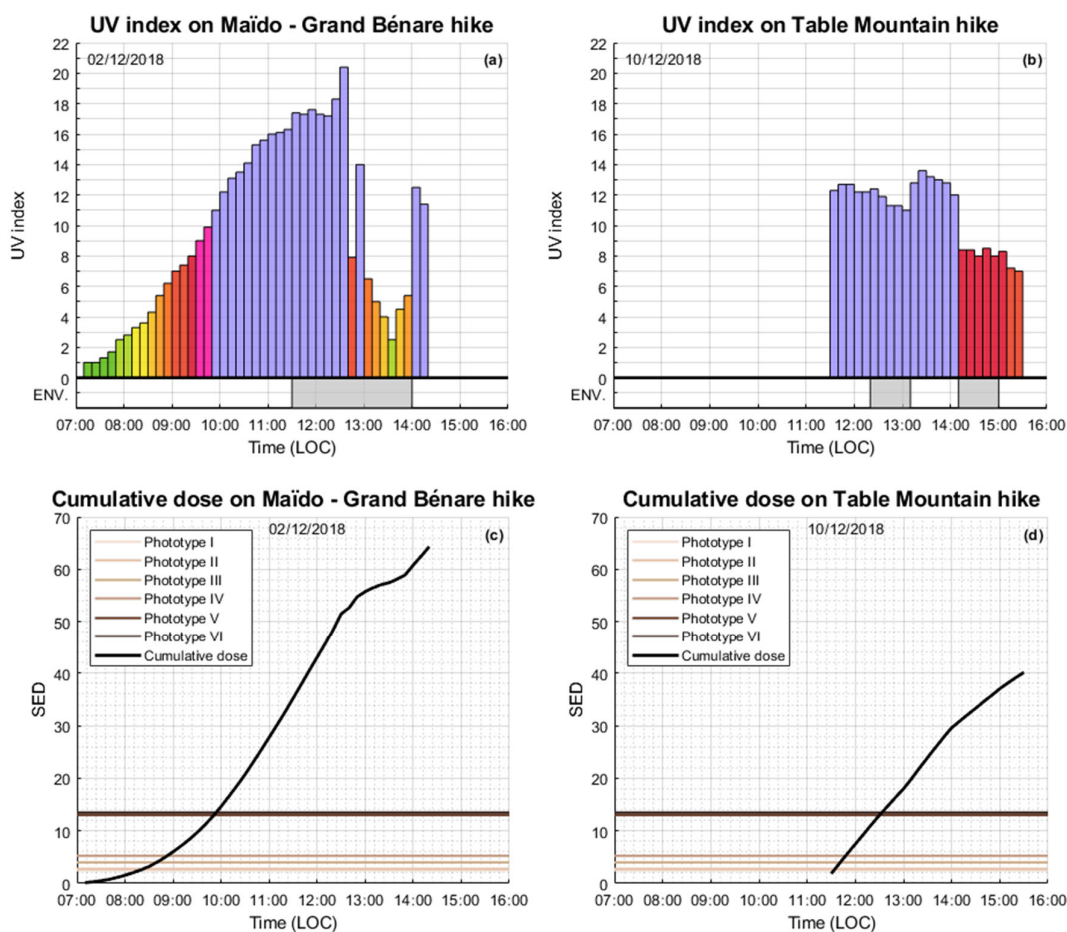 UV index on Maïdo - Grand Bénare hike
02/12/2018
(a)
22
20
18
16
14
12
10
8
6
4
2
0
ENV.
UV index
07:00 08:00 09:00 10:00 11:00 12:00 13:00 14:00 15:00 16:00
Time (LOC)
UV index on Table Mountain hike
10/12/2018
(b)
22
20
18
16
14
12
10
8
6
4
2
0
ENV.
UV index
07:00 08:00 09:00 10:00 11:00 12:00 13:00 14:00 15:00 16:00
Time (LOC)
Cumulative dose on Maïdo - Grand Bénare hike
02/12/2018
(c)
Phototype I
Phototype II
Phototype III
Phototype IV
Phototype V
Phototype VI
Cumulative dose
70
60
50
40
30
20
10
0
SED
07:00 08:00 09:00 10:00 11:00 12:00 13:00 14:00 15:00 16:00
Time (LOC)
Cumulative dose on Table Mountain hike
10/12/2018
(d)
Phototype I
Phototype II
Phototype III
Phototype IV
Phototype V
Phototype VI
Cumulative dose
70
60
50
40
30
20
10
0
SED
07:00 08:00 09:00 10:00 11:00 12:00 13:00 14:00 15:00 16:00
Time (LOC)